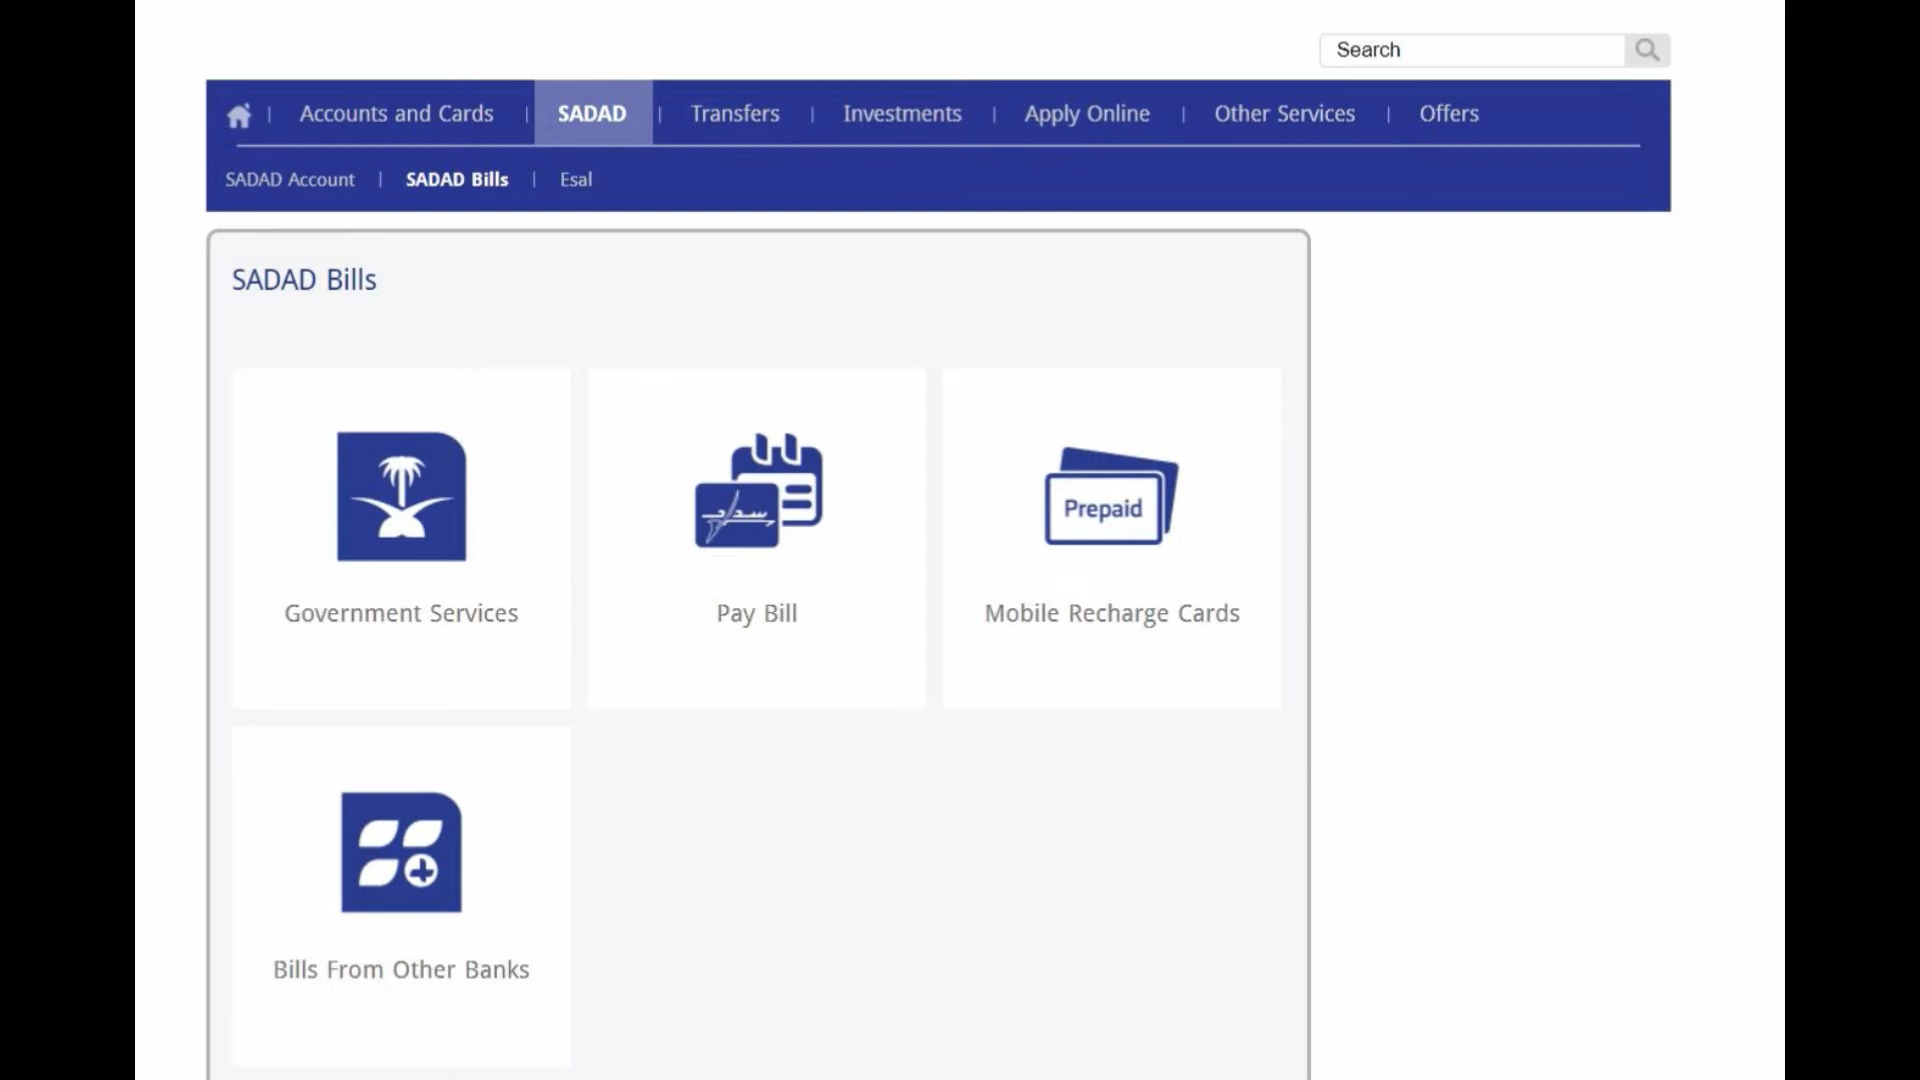 Search
Accounts and Cards | SADAD | Transfers | Investments | Apply Online | Other Services | Offers
SADAD Account | SADAD Bills | Esal
SADAD Bills
سداد
Prepaid
Government Services
Pay Bill
Mobile Recharge Cards
Bills From Other Banks